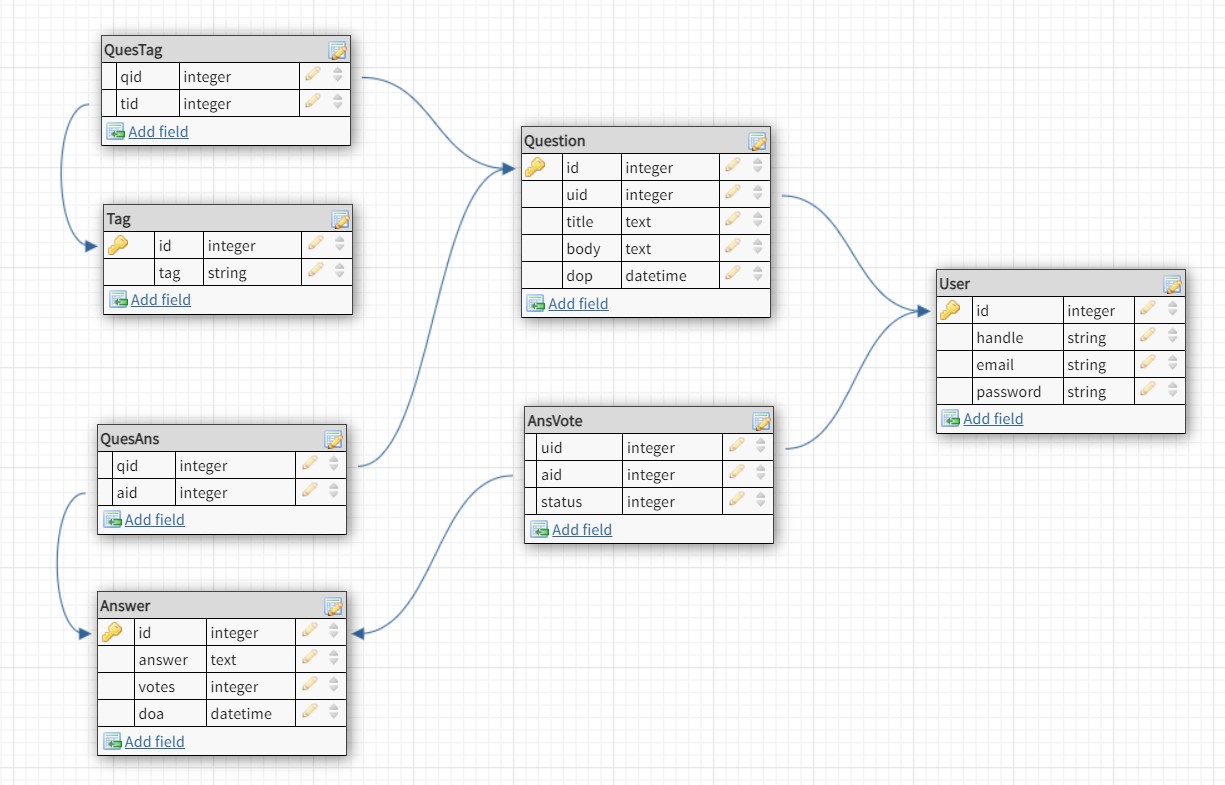 QuesTag
qid integer
tid integer
Add field
Tag
id integer
tag string
Add field
QuesAns
qid integer
aid integer
Add field
Answer
id integer
answer text
votes integer
doa datetime
Add field
Question
id integer
uid integer
title text
body text
dop datetime
Add field
AnsVote
uid integer
aid integer
status integer
Add field
User
id integer
handle string
email string
password string
Add field